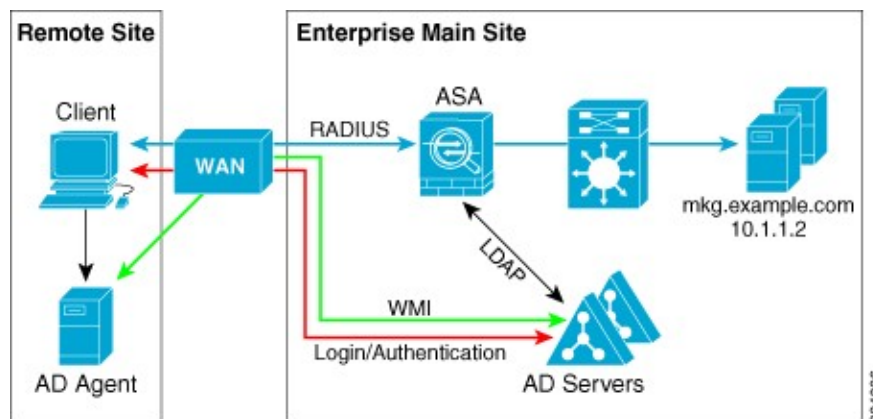 Remote Site
Enterprise Main Site
Client
ASA
RADIUS
WAN
mkg.example.com
10.1.1.2
LDAP
WMI
Login/Authentication
AD Agent
AD Servers